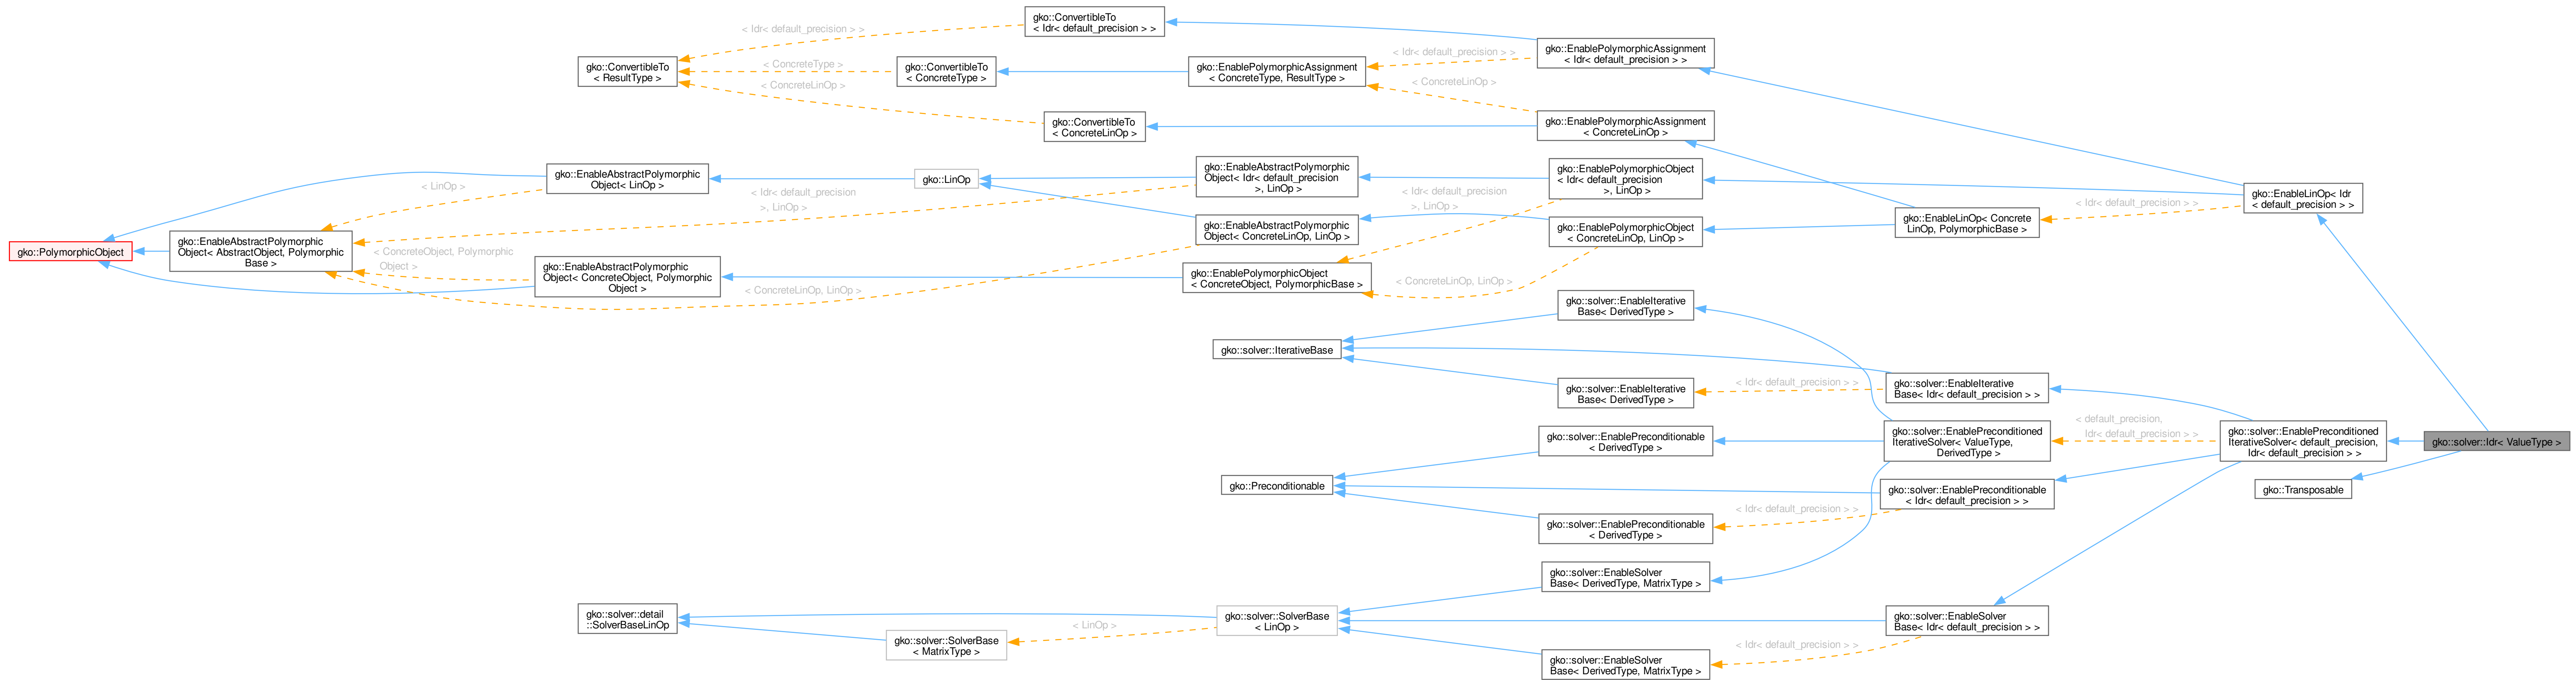 gko::ConvertibleTo
< Idr< default_precision > >
< Idr< default_precision > >
gko::EnablePolymorphicAssignment
< Idr< default_precision > >
< Idr< default_precision > >
gko::ConvertibleTo
< ResultType >
< ConcreteType >
gko::ConvertibleTo
< ConcreteType >
gko::EnablePolymorphicAssignment
< ConcreteType, ResultType >
< ConcreteLinOp >
< ConcreteLinOp >
gko::ConvertibleTo
< ConcreteLinOp >
gko::EnablePolymorphicAssignment
< ConcreteLinOp >
gko::EnableAbstractPolymorphic
Object< LinOp >
< LinOp >
gko::LinOp
gko::EnableAbstractPolymorphic
Object< Idr< default_precision
>, LinOp >
gko::EnablePolymorphicObject
< Idr< default_precision
>, LinOp >
< Idr< default_precision
>, LinOp >
< Idr< default_precision
>, LinOp >
gko::EnableLinOp< Idr
< default_precision > >
< Idr< default_precision > >
gko::EnableLinOp< Concrete
LinOp, PolymorphicBase >
gko::EnableAbstractPolymorphic
Object< ConcreteLinOp, LinOp >
gko::EnablePolymorphicObject
< ConcreteLinOp, LinOp >
gko::PolymorphicObject
gko::EnableAbstractPolymorphic
Object< AbstractObject, Polymorphic
Base >
< ConcreteObject, Polymorphic
Object >
gko::EnableAbstractPolymorphic
Object< ConcreteObject, Polymorphic
Object >
< ConcreteLinOp, LinOp >
gko::EnablePolymorphicObject
< ConcreteObject, PolymorphicBase >
< ConcreteLinOp, LinOp >
gko::solver::EnableIterative
Base< DerivedType >
gko::solver::IterativeBase
gko::solver::EnableIterative
Base< DerivedType >
< Idr< default_precision > >
gko::solver::EnableIterative
Base< Idr< default_precision > >
gko::solver::EnablePreconditionable
< DerivedType >
gko::solver::EnablePreconditioned
IterativeSolver< ValueType,
DerivedType >
< default_precision,
Idr< default_precision > >
gko::solver::EnablePreconditioned
IterativeSolver< default_precision,
Idr< default_precision > >
gko::solver::Idr< ValueType >
gko::Preconditionable
gko::solver::EnablePreconditionable
< Idr< default_precision > >
gko::Transposable
< Idr< default_precision > >
gko::solver::EnablePreconditionable
< DerivedType >
gko::solver::EnableSolver
Base< DerivedType, MatrixType >
gko::solver::detail
::SolverBaseLinOp
gko::solver::SolverBase
< MatrixType >
< LinOp >
gko::solver::SolverBase
< LinOp >
gko::solver::EnableSolver
Base< Idr< default_precision > >
< Idr< default_precision > >
gko::solver::EnableSolver
Base< DerivedType, MatrixType >